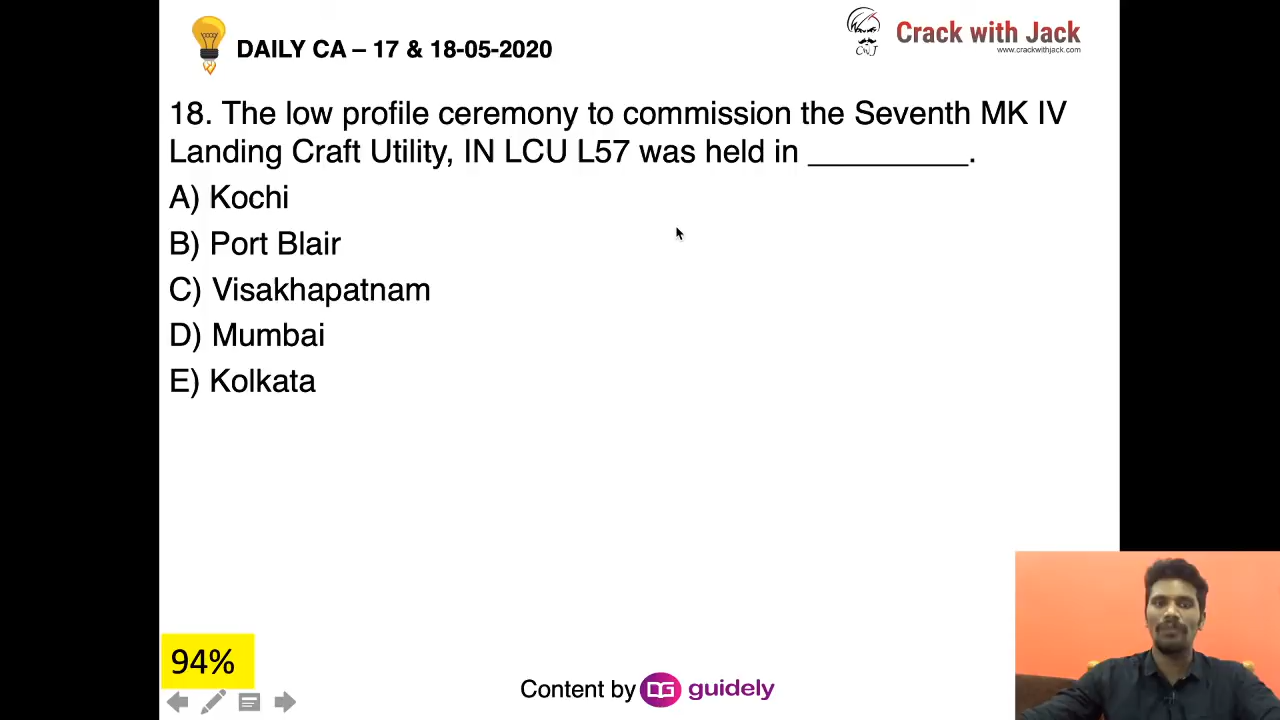 DAILY CA – 17 & 18-05-2020
Crack with Jack
www.crackwithjack.com
CWJ
18. The low profile ceremony to commission the Seventh MK IV
Landing Craft Utility, IN LCU L57 was held in __________.
A) Kochi
B) Port Blair
C) Visakhapatnam
D) Mumbai
E) Kolkata
94%
Content by DG guidely